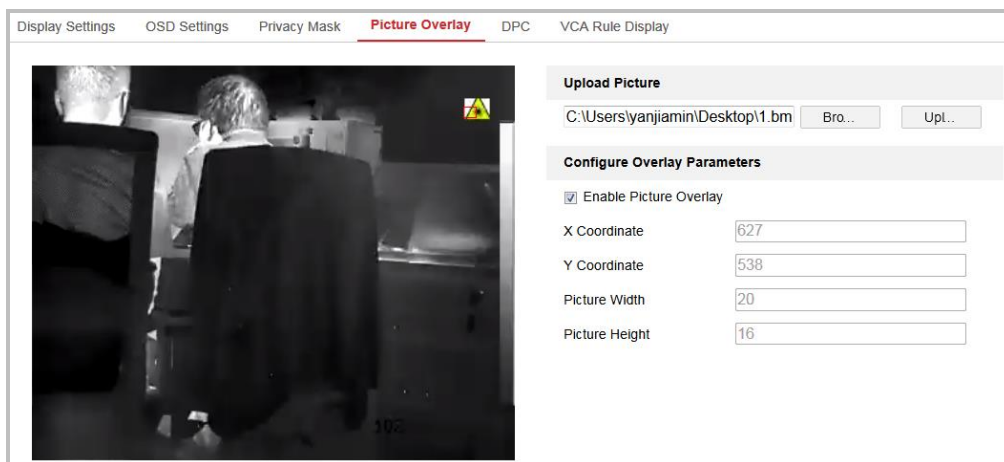 Display Settings OSD Settings Privacy Mask Picture Overlay DPC VCA Rule Display
Upload Picture
C:\Users\yanjiamin\Desktop\1.bm Bro... Upl...
Configure Overlay Parameters
Enable Picture Overlay
X Coordinate 627
Y Coordinate 538
Picture Width 20
Picture Height 16
102